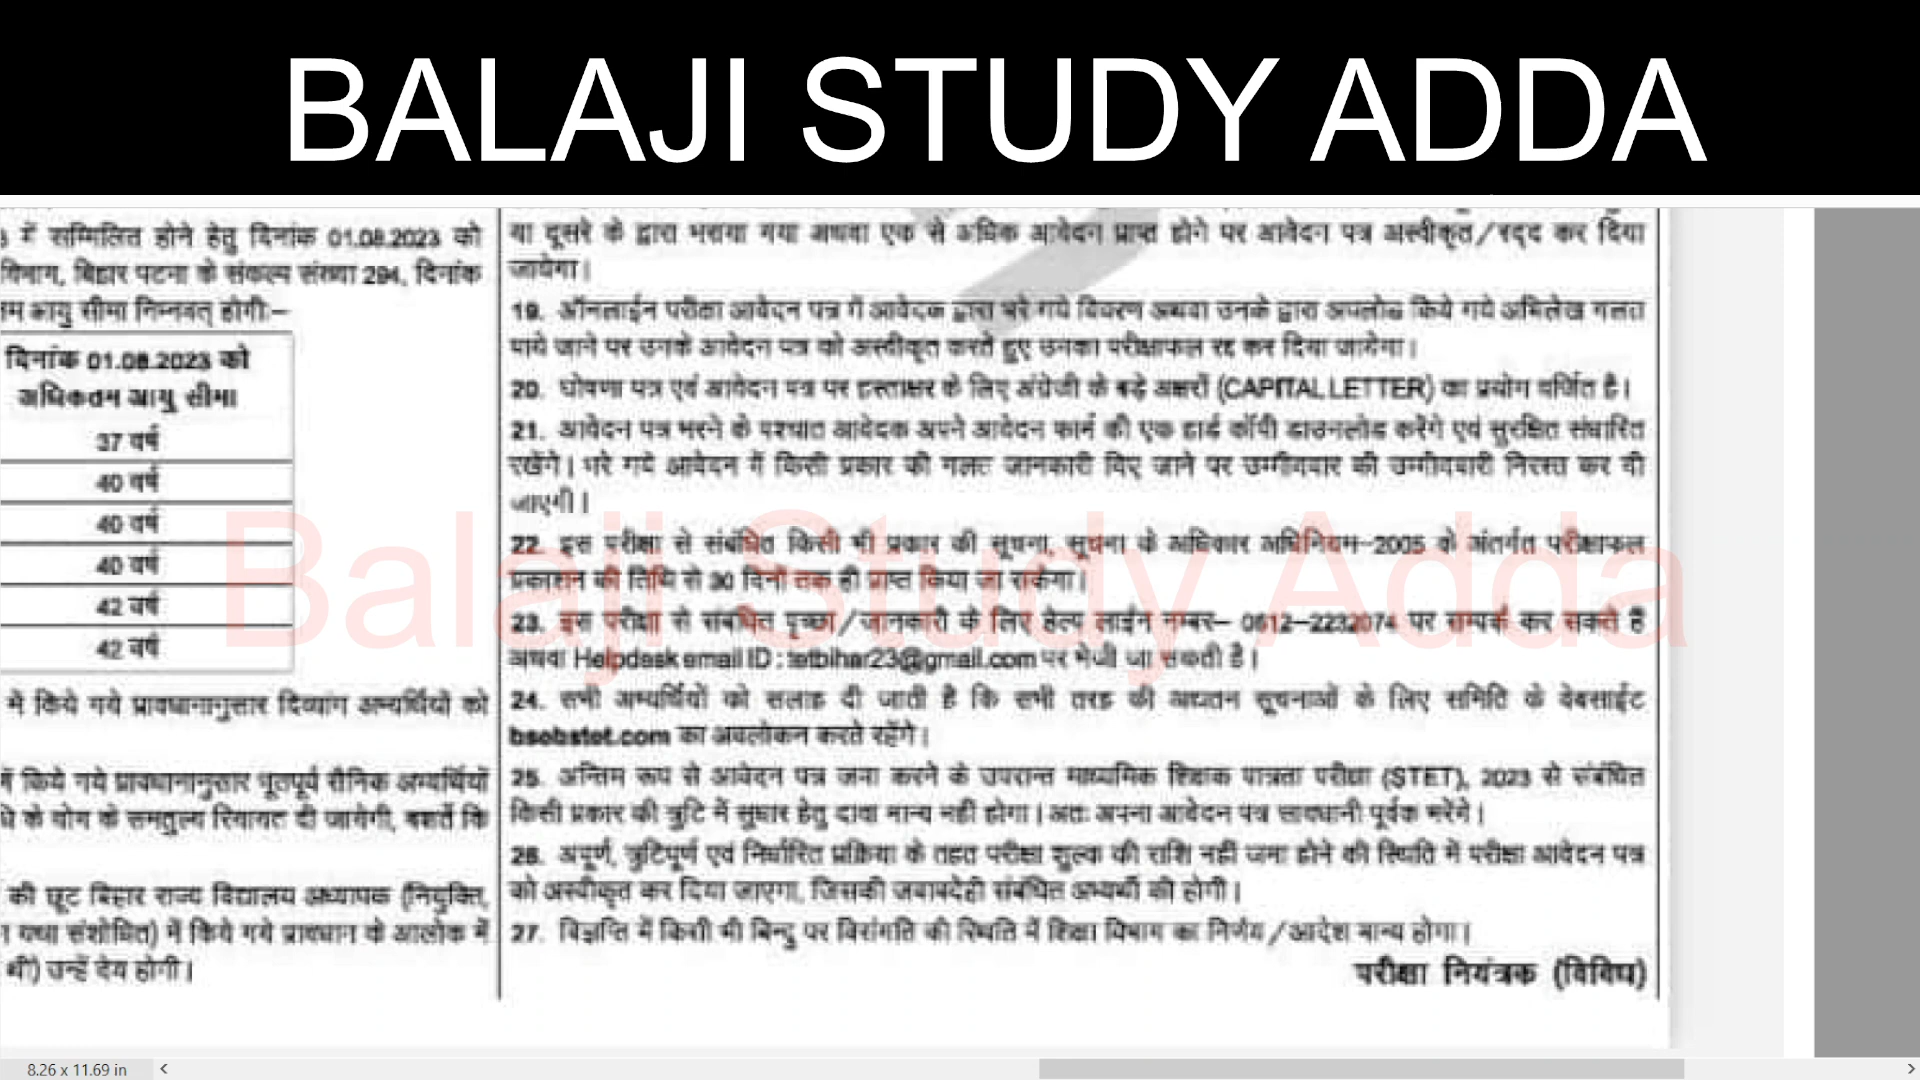 BALAJI STUDY ADDA
में सम्मिलित होने हेतु दिनांक 01.08.2023 को
विभाग, बिहार पटना के संकल्प संख्या 294, दिनांक
आयु सीमा निम्नवत् होगीः–
दिनांक 01.08.2023 को
अधिकतम आयु सीमा
37 वर्ष
40 वर्ष
40 वर्ष
40 वर्ष
42 वर्ष
42 वर्ष
में किये गये प्रावधानानुसार दिव्यांग अभ्यर्थियों को
किये गये प्रावधानानुसार भूतपूर्व सैनिक अभ्यर्थियों
के योग के समतुल्य रियायत दी जायेगी, बशर्ते कि
की छूट बिहार राज्य विद्यालय अध्यापक (नियुक्ति,
यथा संशोधित) में किये गये प्रावधान के आलोक में
थी) उन्हें देय होगी।
या दूसरे के द्वारा भराया गया अथवा एक से अधिक आवेदन प्राप्त होने पर आवेदन पत्र अस्वीकृत/रद्द कर दिया
जायेगा।
19. ऑनलाईन परीक्षा आवेदन पत्र में आवेदक द्वारा भरे गये विवरण अथवा उनके द्वारा अपलोड किये गये अभिलेख गलत
पाये जाने पर उनके आवेदन पत्र को अस्वीकृत करते हुए उनका परीक्षाफल रद्द कर दिया जायेगा।
20. घोषणा पत्र एवं आवेदन पत्र पर हस्ताक्षर के लिए अंग्रेजी के बड़े अक्षरों (CAPITAL LETTER) का प्रयोग वर्जित है।
21. आवेदन पत्र भरने के पश्चात आवेदक अपने आवेदन फार्म की एक हार्ड कॉपी डाउनलोड करेंगे एवं सुरक्षित संधारित
रखेंगे। भरे गये आवेदन में किसी प्रकार की गलत जानकारी दिए जाने पर उम्मीदवार की उम्मीदवारी निरस्त कर दी
जाएगी।
22. इस परीक्षा से संबंधित किसी भी प्रकार की सूचना, सूचना के अधिकार अधिनियम–2005 के अंतर्गत परीक्षाफल
प्रकाशन की तिथि से 30 दिनों तक ही प्राप्त किया जा सकेगा।
23. इस परीक्षा से संबंधित पृच्छा/जानकारी के लिए हेल्प लाईन नम्बर– 0612–2232074 पर सम्पर्क कर सकते हैं
अथवा Helpdesk email ID : tetbihar23@gmail.com पर भेजी जा सकती है।
24. सभी अभ्यर्थियों को सलाह दी जाती है कि सभी तरह की अद्यतन सूचनाओं के लिए समिति के वेबसाईट
bsebstet.com का अवलोकन करते रहेंगे।
25. अन्तिम रूप से आवेदन पत्र जमा करने के उपरान्त माध्यमिक शिक्षक पात्रता परीक्षा (STET), 2023 से संबंधित
किसी प्रकार की त्रुटि में सुधार हेतु दावा मान्य नहीं होगा। अतः अपना आवेदन पत्र सावधानी पूर्वक भरेंगे।
26. अपूर्ण, त्रुटिपूर्ण एवं निर्धारित प्रक्रिया के तहत परीक्षा शुल्क की राशि नहीं जमा होने की स्थिति में परीक्षा आवेदन पत्र
को अस्वीकृत कर दिया जाएगा, जिसकी जवाबदेही संबंधित अभ्यर्थी की होगी।
27. विज्ञप्ति में किसी भी बिन्दु पर विसंगति की स्थिति में शिक्षा विभाग का निर्णय/आदेश मान्य होगा।
परीक्षा नियंत्रक (विविध)
Balaji Study Adda
8.26 x 11.69 in